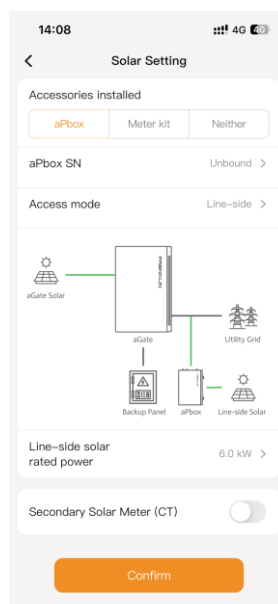 14:08
4G 40
Solar Setting
Accessories installed
aPbox
Meter kit
Neither
aPbox SN
Unbound
Access mode
Line-side
FRANKLIN
aGate Solar
aGate
Utility Grid
Backup Panel
aPbox
Line-side Solar
Line-side solar
rated power
6.0 kW
Secondary Solar Meter (CT)
Confirm